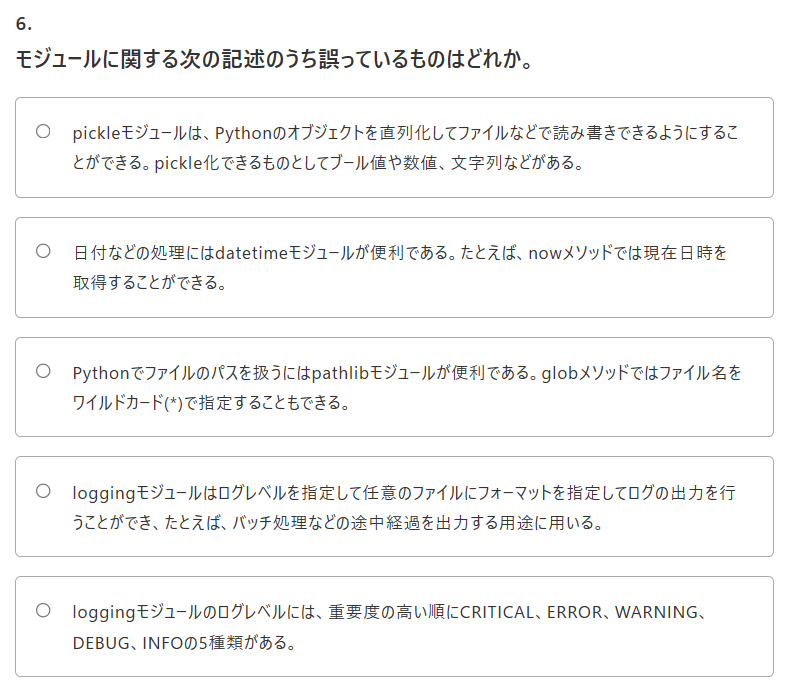 6.
モジュールに関する次の記述のうち誤っているものはどれか。
pickleモジュールは、Pythonのオブジェクトを直列化してファイルなどで読み書きできるようにするこ
とができる。pickle化できるものとしてブール値や数値、文字列などがある。
日付などの処理にはdatetimeモジュールが便利である。たとえば、nowメソッドでは現在日時を
取得することができる。
Pythonでファイルのパスを扱うにはpathlibモジュールが便利である。globメソッドではファイル名を
ワイルドカード(*)で指定することもできる。
loggingモジュールはログレベルを指定して任意のファイルにフォーマットを指定してログの出力を行
うことができ、たとえば、バッチ処理などの途中経過を出力する用途に用いる。
loggingモジュールのログレベルには、重要度の高い順にCRITICAL、ERROR、WARNING、
DEBUG、INFOの5種類がある。